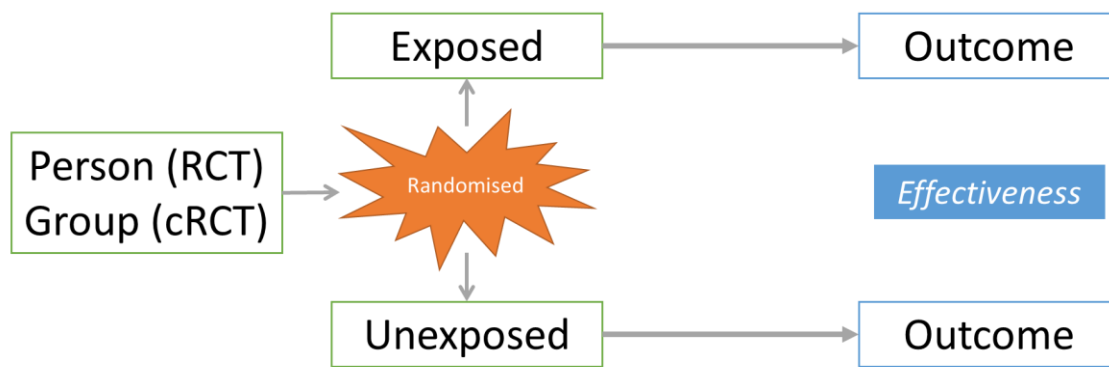 Exposed
Outcome
Person (RCT)
Group (cRCT)
Randomised
Effectiveness
Unexposed
Outcome